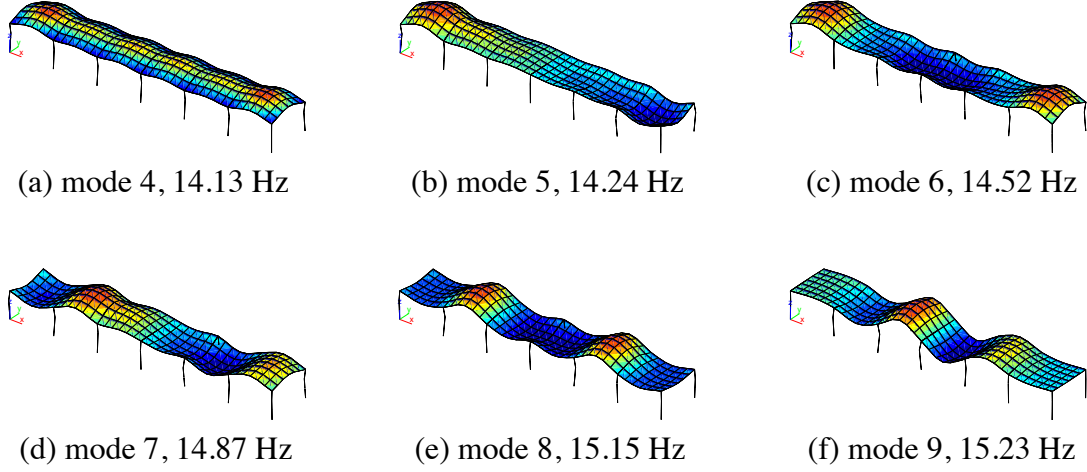 (a) mode 4, 14.13 Hz
(b) mode 5, 14.24 Hz
(c) mode 6, 14.52 Hz
(d) mode 7, 14.87 Hz
(e) mode 8, 15.15 Hz
(f) mode 9, 15.23 Hz